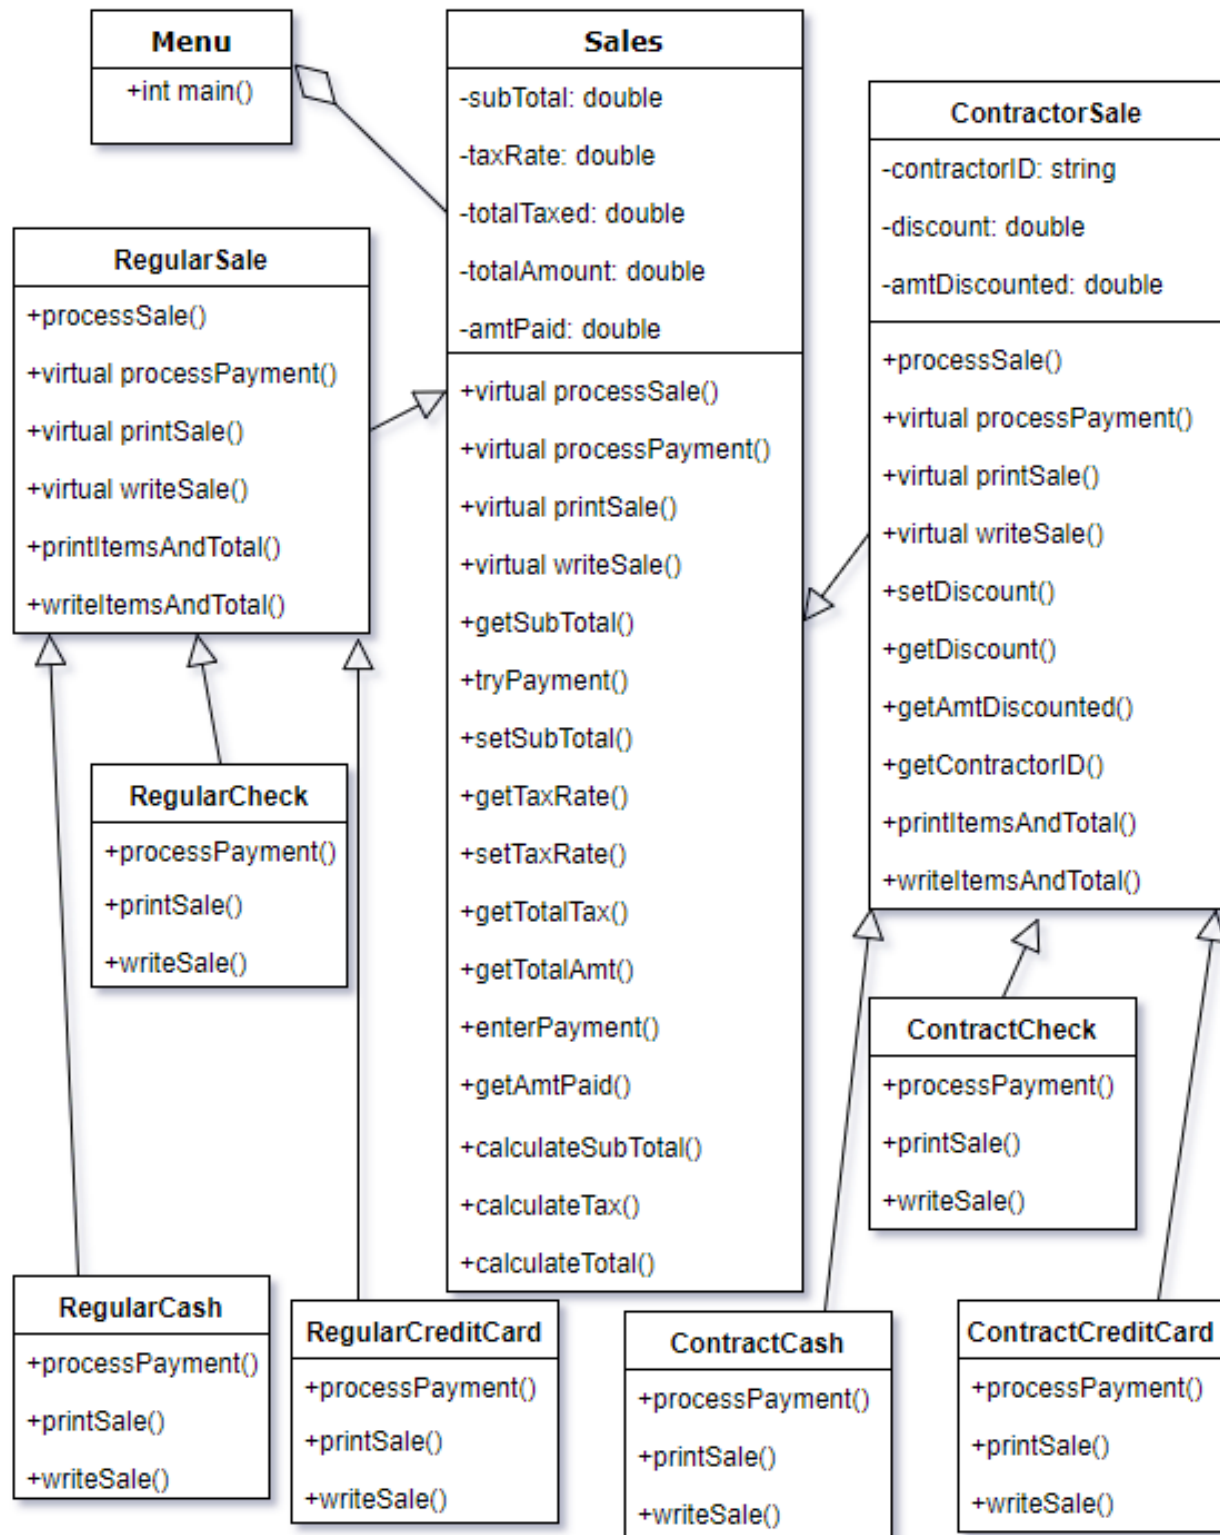 Menu
+int main()
Sales
-subTotal: double
-taxRate: double
-totalTaxed: double
-totalAmount: double
-amtPaid: double
+virtual processSale()
+virtual processPayment()
+virtual printSale()
+virtual writeSale()
+getSubTotal()
+tryPayment()
+setSubTotal()
+getTaxRate()
+setTaxRate()
+getTotalTax()
+getTotalAmt()
+enterPayment()
+getAmtPaid()
+calculateSubTotal()
+calculateTax()
+calculateTotal()
ContractorSale
-contractorID: string
-discount: double
-amtDiscounted: double
+processSale()
+virtual processPayment()
+virtual printSale()
+virtual writeSale()
+setDiscount()
+getDiscount()
+getAmtDiscounted()
+getContractorID()
+printItemsAndTotal()
+writeItemsAndTotal()
RegularSale
+processSale()
+virtual processPayment()
+virtual printSale()
+virtual writeSale()
+printItemsAndTotal()
+writeItemsAndTotal()
RegularCheck
+processPayment()
+printSale()
+writeSale()
ContractCheck
+processPayment()
+printSale()
+writeSale()
RegularCash
+processPayment()
+printSale()
+writeSale()
RegularCreditCard
+processPayment()
+printSale()
+writeSale()
ContractCash
+processPayment()
+printSale()
+writeSale()
ContractCreditCard
+processPayment()
+printSale()
+writeSale()